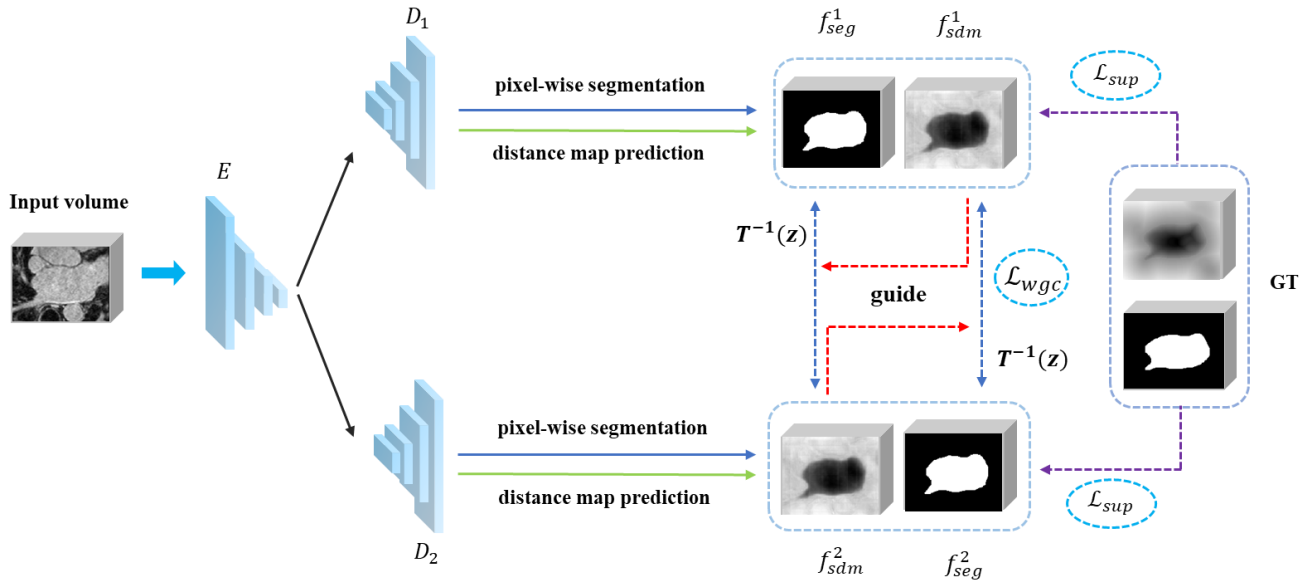 D₁
f¹seg
f¹sdm
ℒsup
pixel-wise segmentation
distance map prediction
E
Input volume
T⁻¹(z)
guide
ℒwgc
T⁻¹(z)
GT
pixel-wise segmentation
distance map prediction
ℒsup
D₂
f²sdm
f²seg